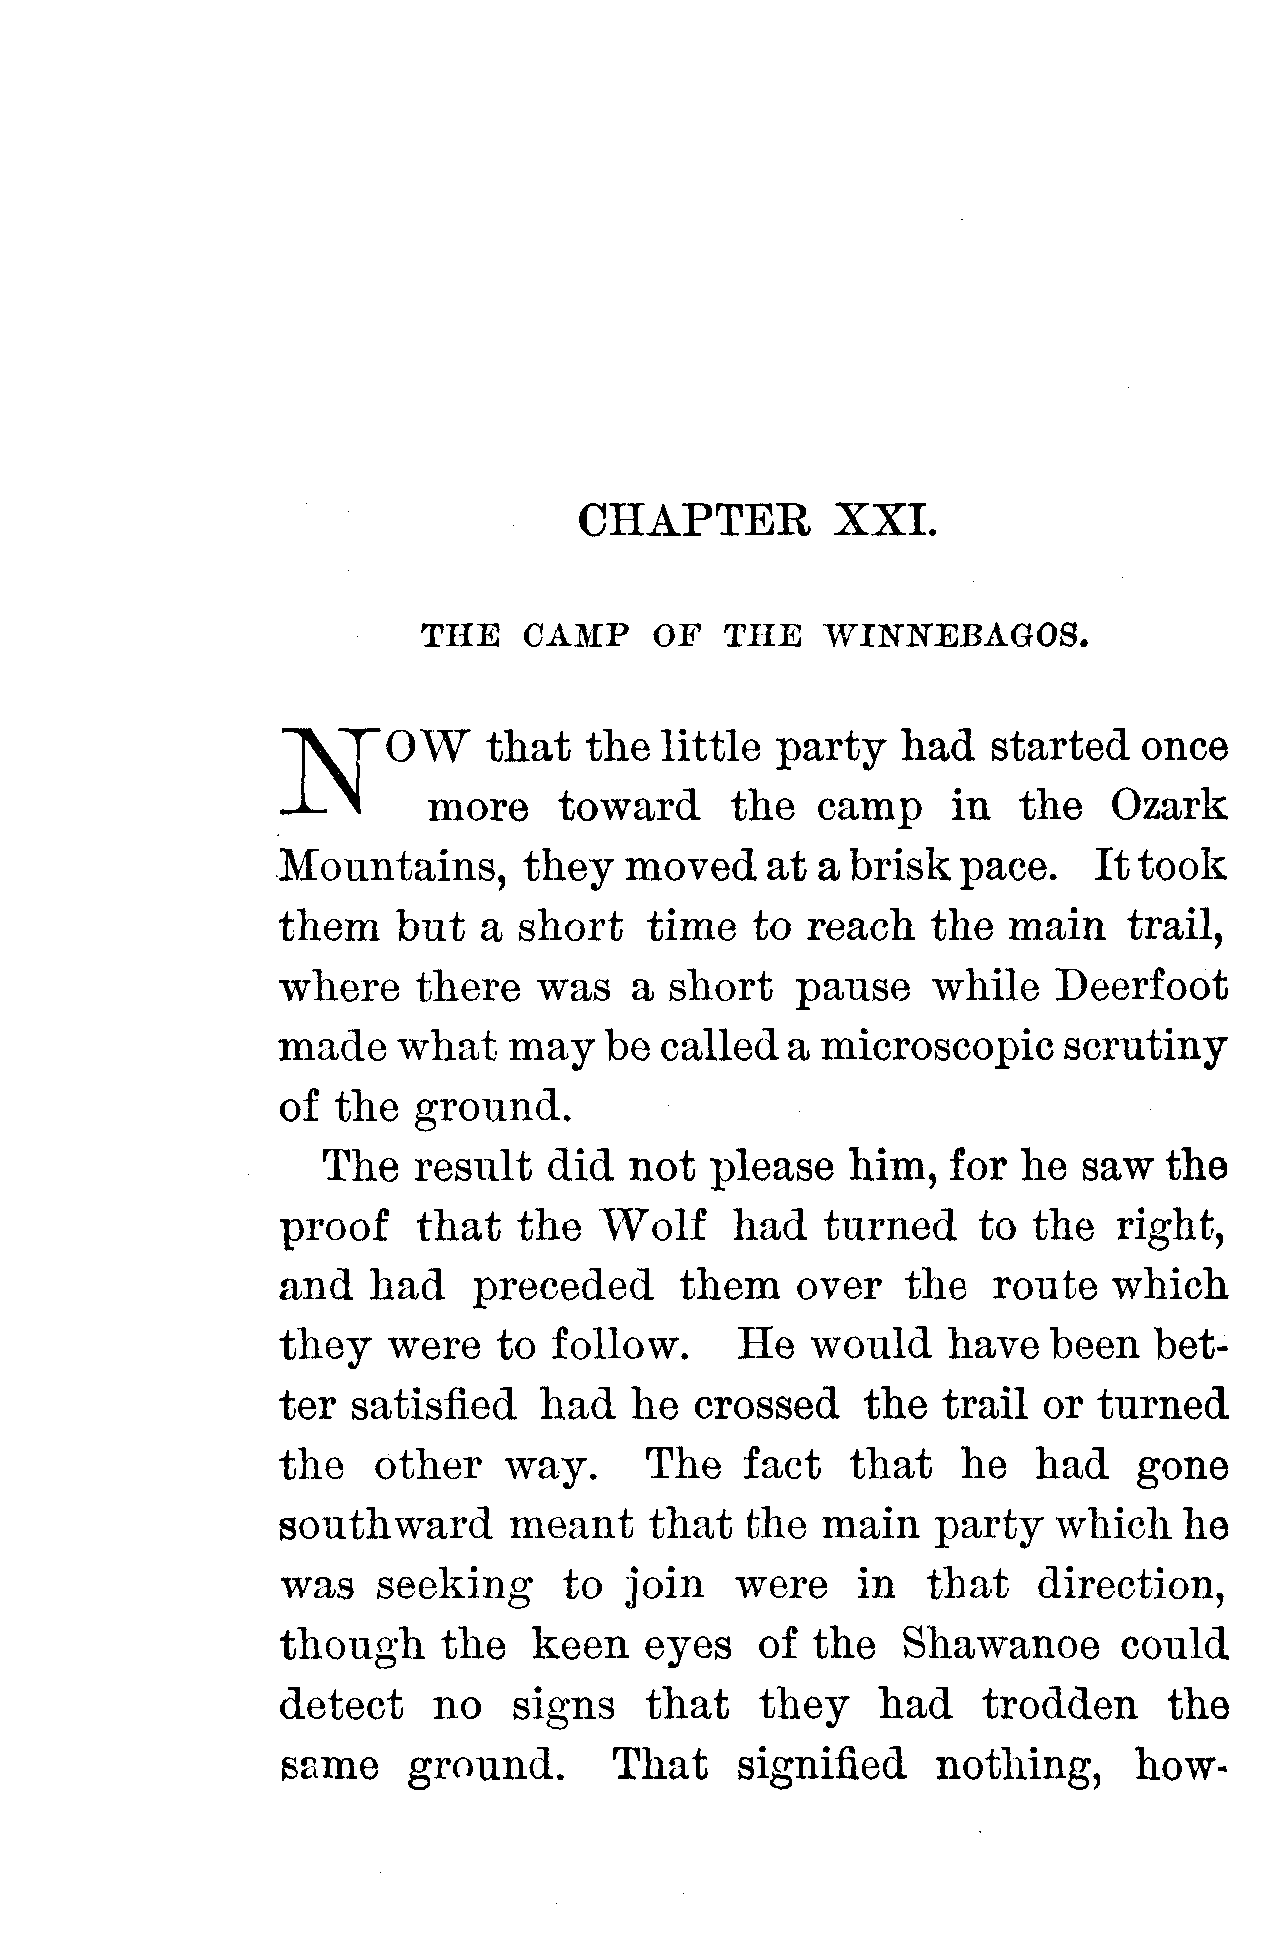 CHAPTER XXI.
THE CAMP OF THE WINNEBAGOS.
NOW that the little party had started once
more toward the camp in the Ozark
Mountains, they moved at a brisk pace. It took
them but a short time to reach the main trail,
where there was a short pause while Deerfoot
made what may be called a microscopic scrutiny
of the ground.
The result did not please him, for he saw the
proof that the Wolf had turned to the right,
and had preceded them over the route which
they were to follow. He would have been bet-
ter satisfied had he crossed the trail or turned
the other way. The fact that he had gone
southward meant that the main party which he
was seeking to join were in that direction,
though the keen eyes of the Shawanoe could
detect no signs that they had trodden the
same ground. That signified nothing, how-